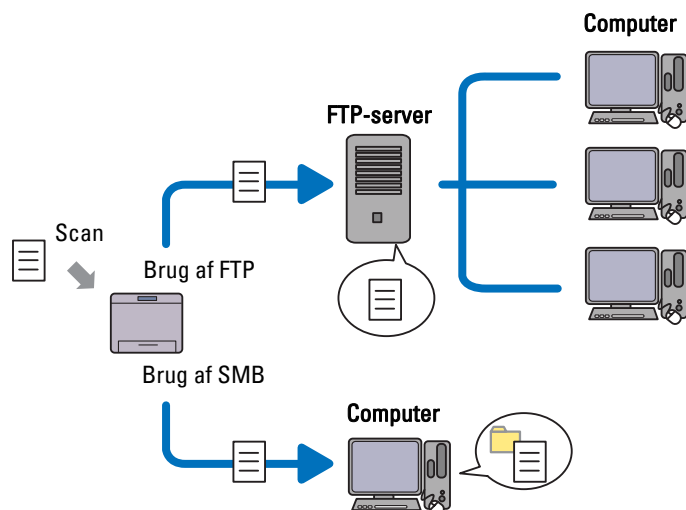 Computer
FTP-server
Scan
Brug af FTP
Brug af SMB
Computer